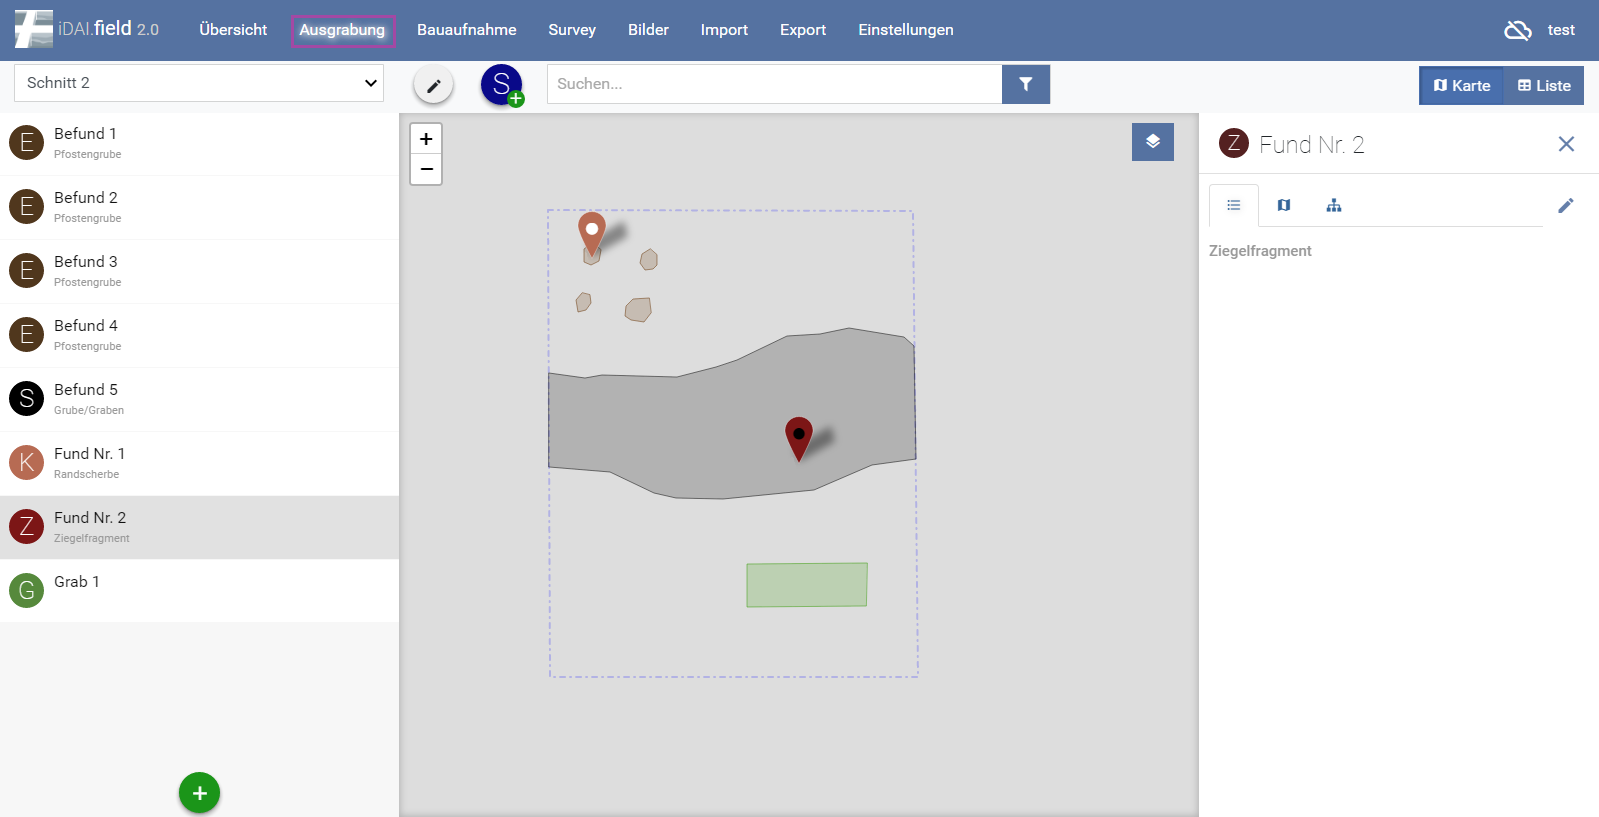 iDAI.field 2.0
Übersicht
Ausgrabung
Bauaufnahme
Survey
Bilder
Import
Export
Einstellungen
test
Schnitt 2
S
Suchen...
Karte
Liste
E
Befund 1
Pfostengrube
E
Befund 2
Pfostengrube
E
Befund 3
Pfostengrube
E
Befund 4
Pfostengrube
S
Befund 5
Grube/Graben
K
Fund Nr. 1
Randscherbe
Z
Fund Nr. 2
Ziegelfragment
G
Grab 1
+
+
−
Z
Fund Nr. 2
Ziegelfragment